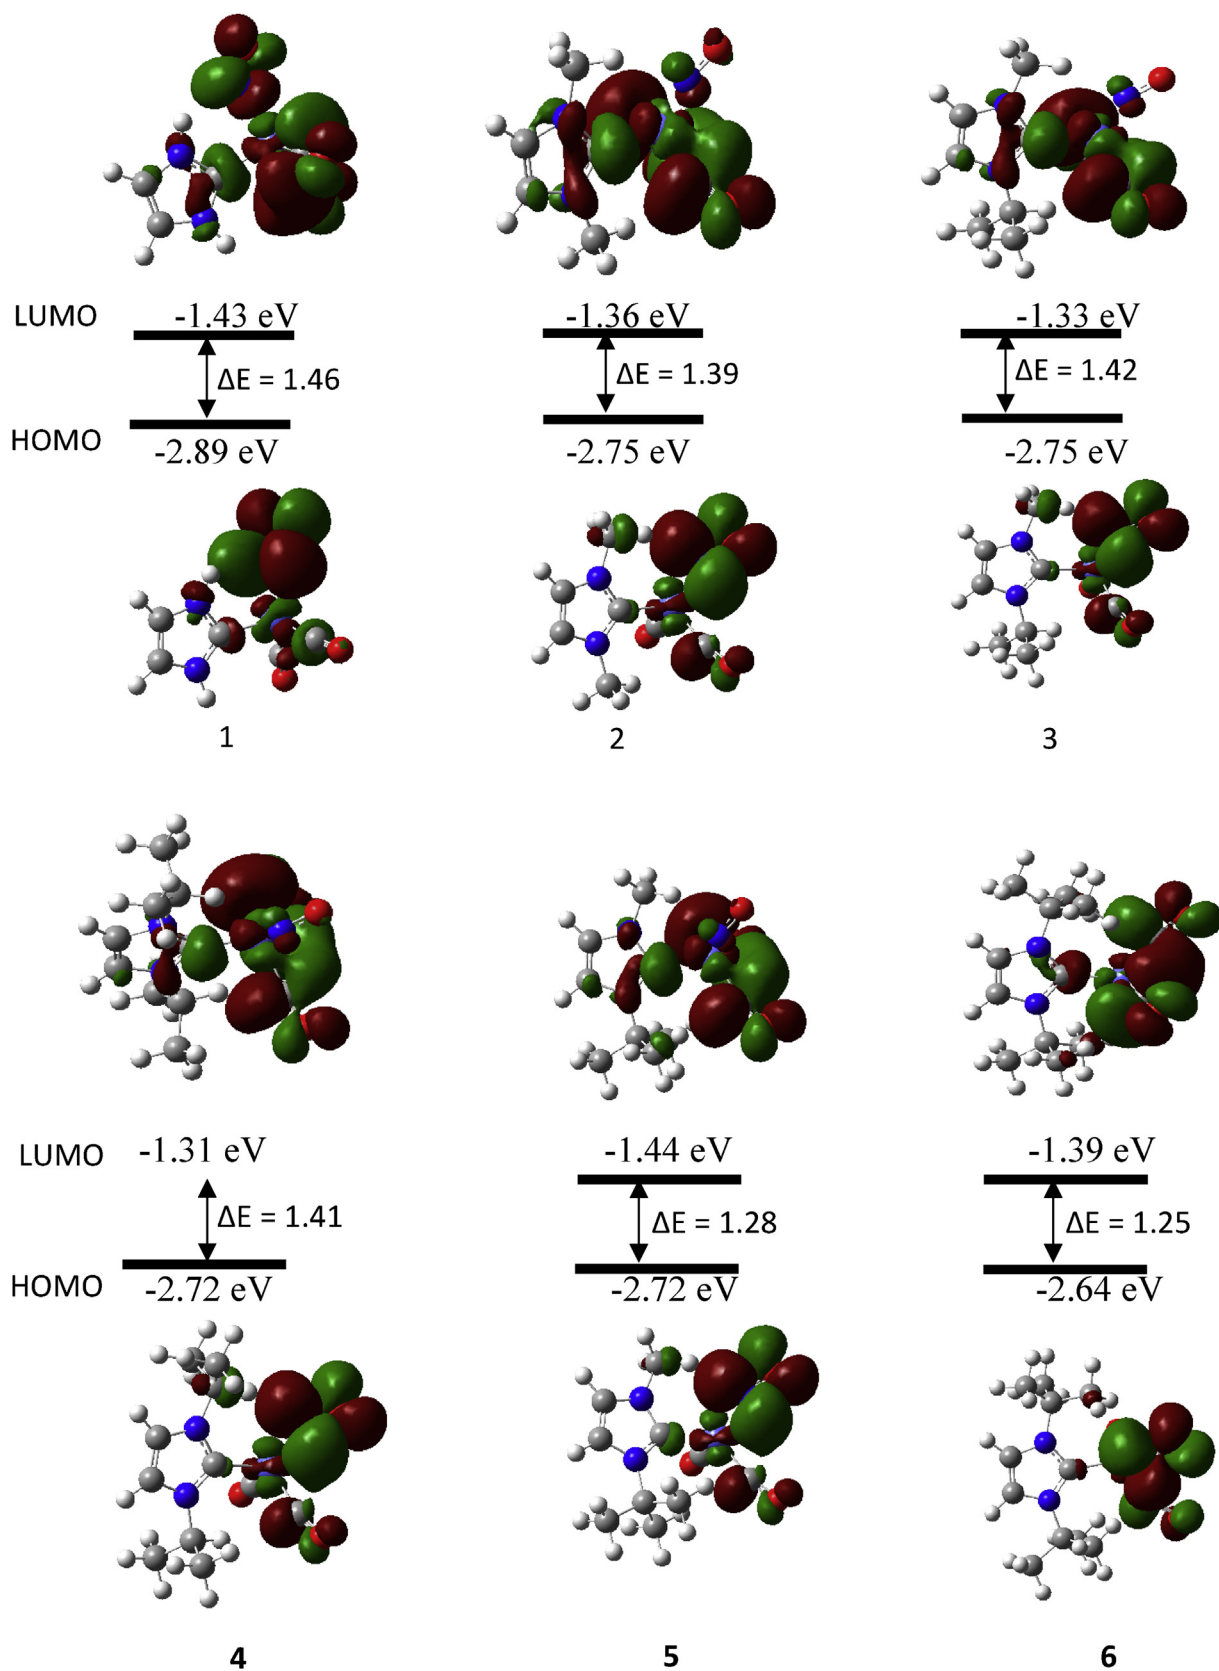 LUMO -1.43 eV -1.36 eV -1.33 eV
ΔE = 1.46 ΔE = 1.39 ΔE = 1.42
HOMO -2.89 eV -2.75 eV -2.75 eV
1 2 3
LUMO -1.31 eV -1.44 eV -1.39 eV
ΔE = 1.41 ΔE = 1.28 ΔE = 1.25
HOMO -2.72 eV -2.72 eV -2.64 eV
4 5 6